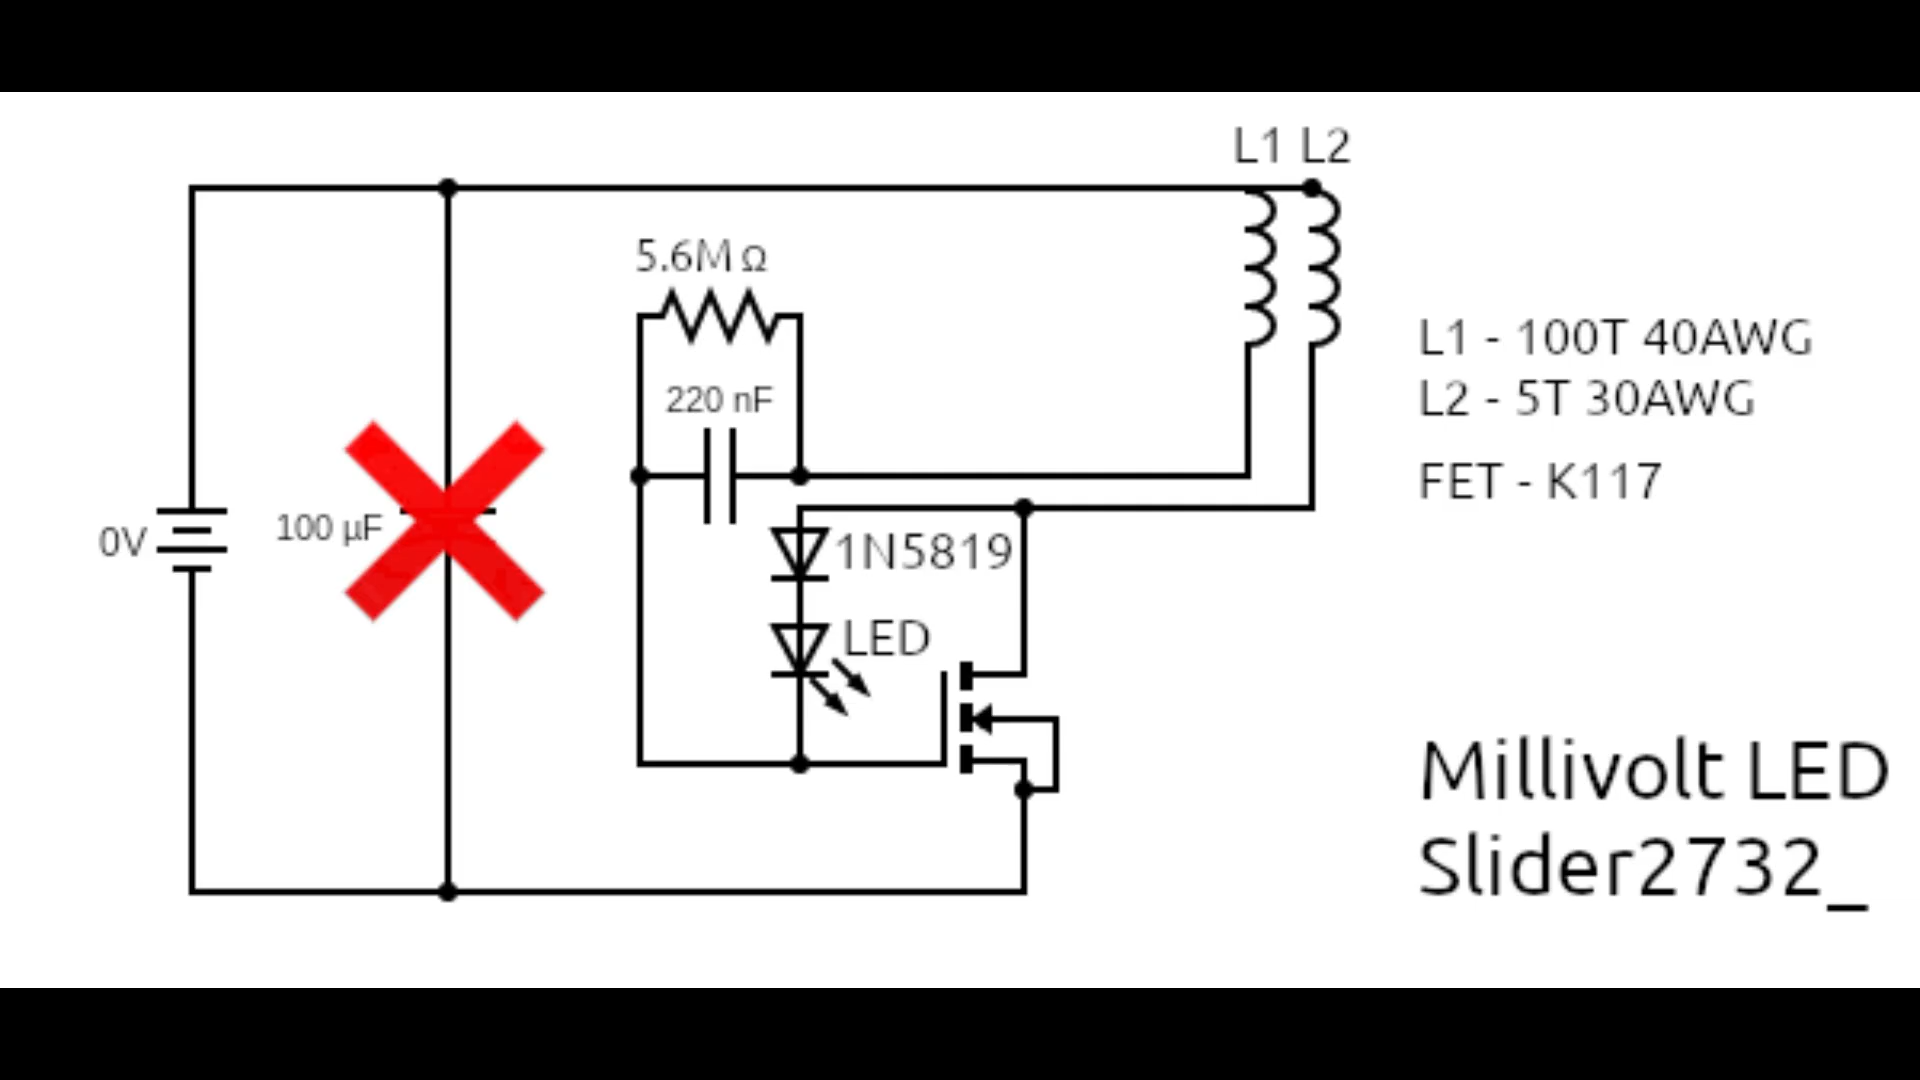 L1 L2
5.6MΩ
220 nF
L1 - 100T 40AWG
L2 - 5T 30AWG
FET - K117
0V
100 µF
1N5819
LED
Millivolt LED
Slider2732_